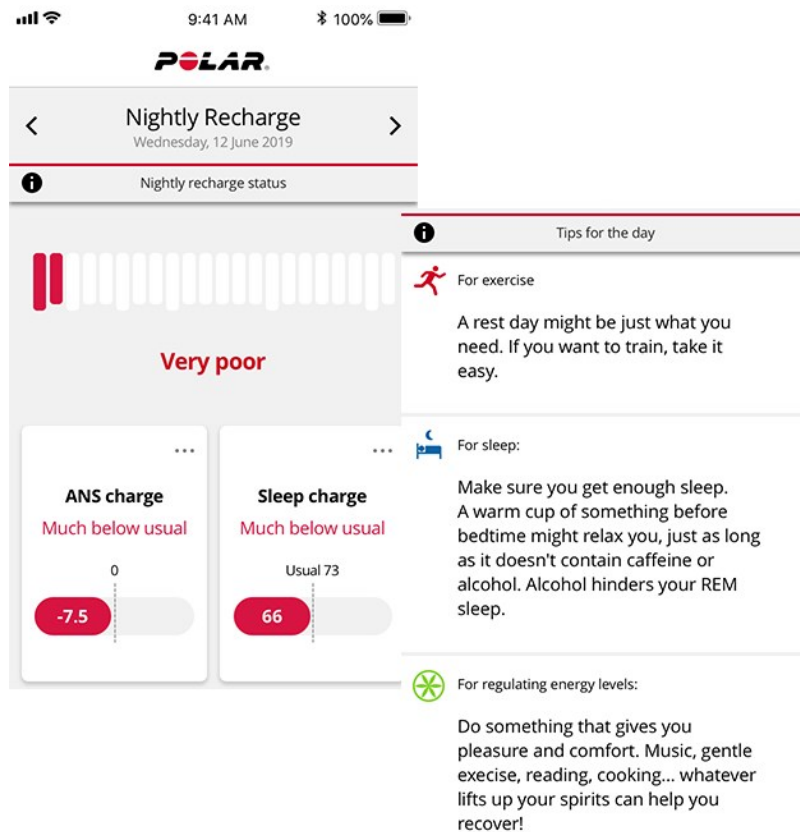 9:41 AM
100%
POLAR
Nightly Recharge
Wednesday, 12 June 2019
Nightly recharge status
Very poor
ANS charge
Much below usual
0
-7.5
Sleep charge
Much below usual
Usual 73
66
Tips for the day
For exercise
A rest day might be just what you
need. If you want to train, take it
easy.
For sleep:
Make sure you get enough sleep.
A warm cup of something before
bedtime might relax you, just as long
as it doesn't contain caffeine or
alcohol. Alcohol hinders your REM
sleep.
For regulating energy levels:
Do something that gives you
pleasure and comfort. Music, gentle
execise, reading, cooking... whatever
lifts up your spirits can help you
recover!